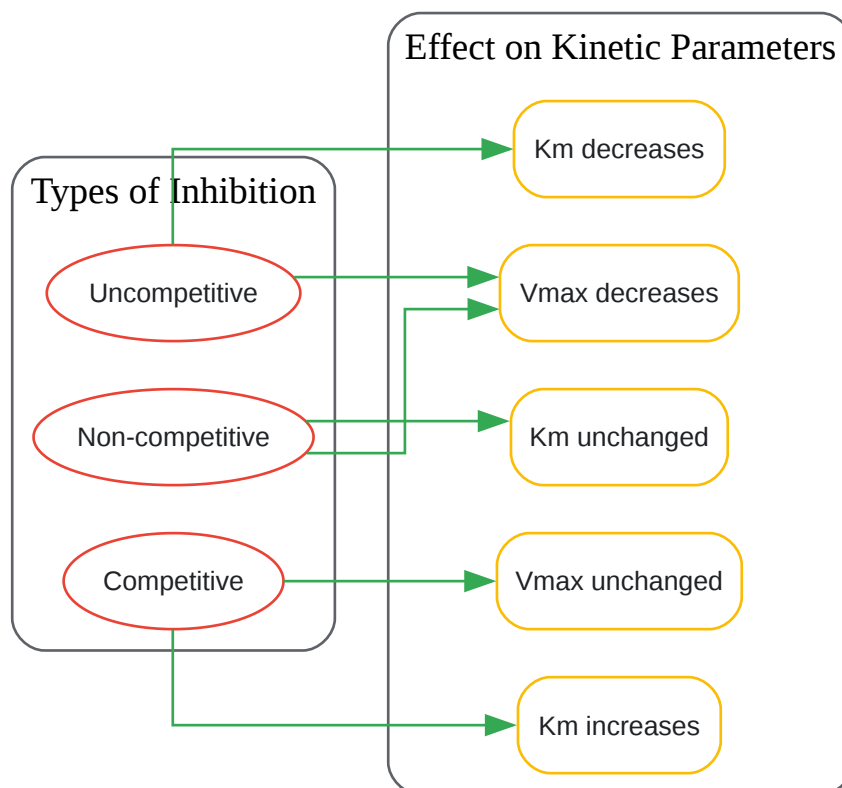 Effect on Kinetic Parameters
Km decreases
Types of Inhibition
Uncompetitive
Vmax decreases
Non-competitive
Km unchanged
Competitive
Vmax unchanged
Km increases